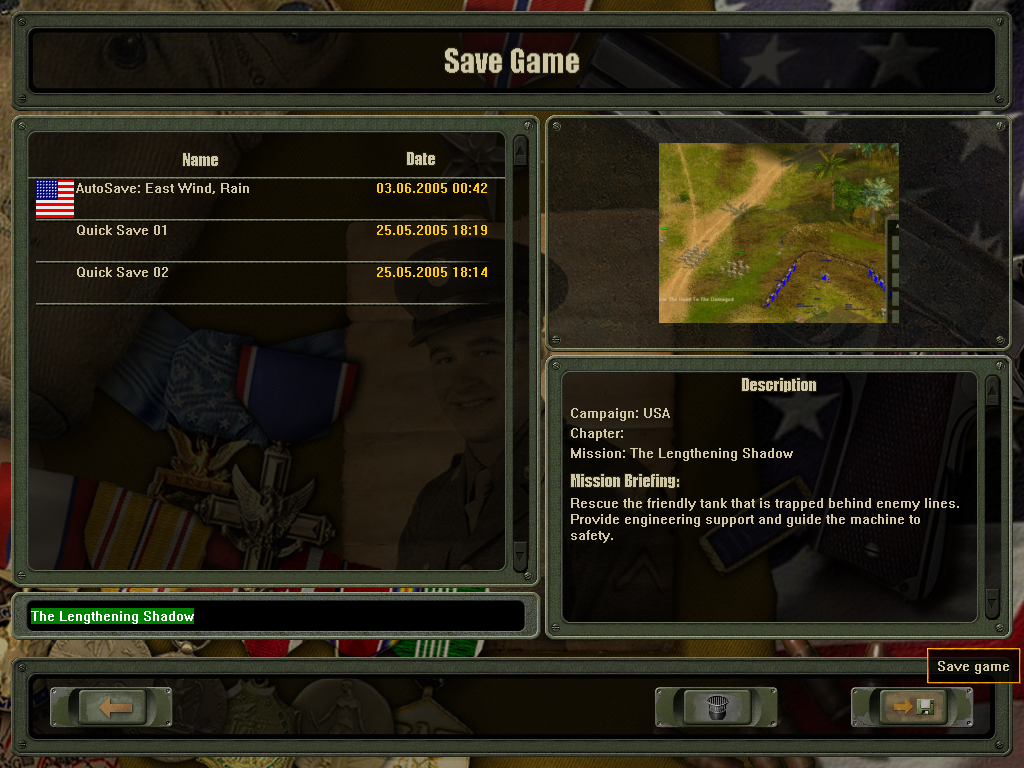 Save Game
Name Date
AutoSave: East Wind, Rain 03.06.2005 00:42
Quick Save 01 25.05.2005 18:19
Quick Save 02 25.05.2005 18:14
The Lengthening Shadow
Description
Campaign: USA
Chapter:
Mission: The Lengthening Shadow
Mission Briefing:
Rescue the friendly tank that is trapped behind enemy lines.
Provide engineering support and guide the machine to
safety.
Save game